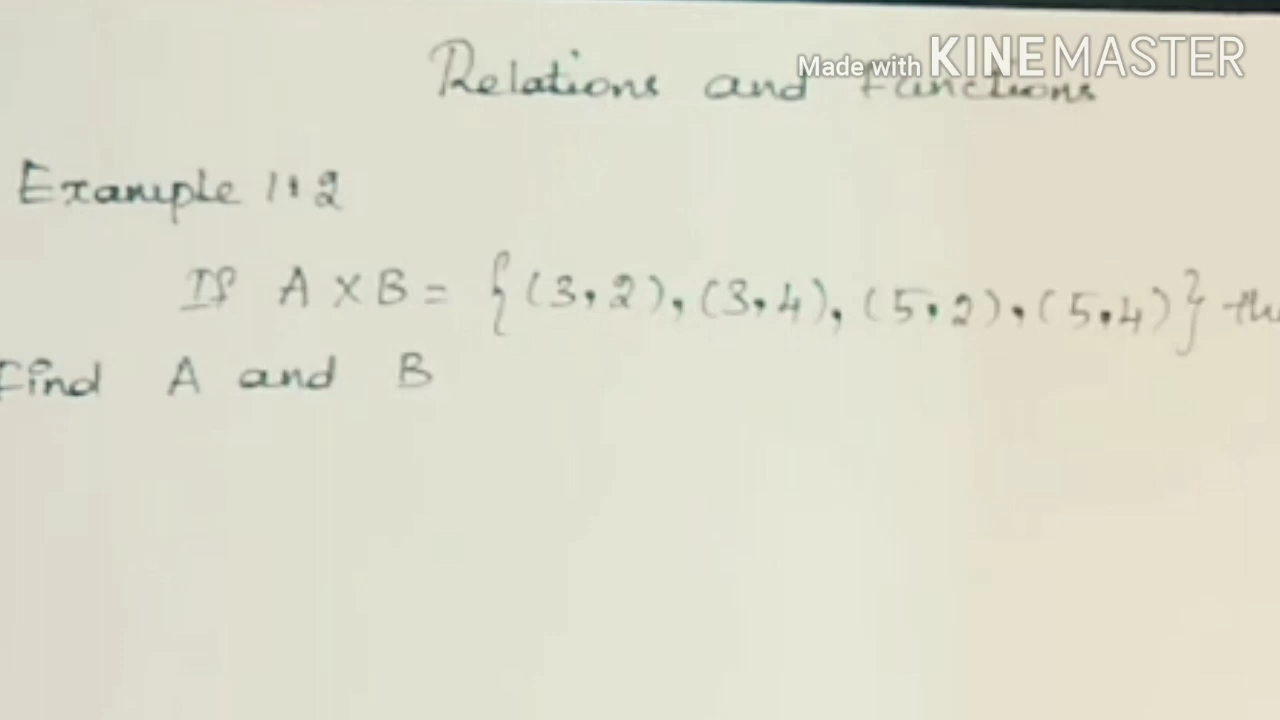 Made with KINEMASTER
Relations and Functions
Example 1.2
If A × B = {(3,2), (3,4), (5,2), (5,4)}
Find A and B